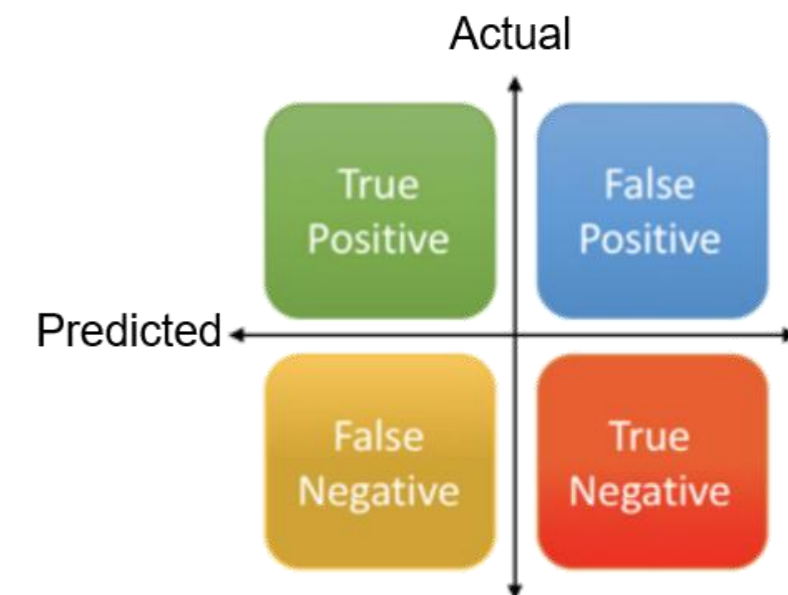 Actual
True
Positive
False
Positive
Predicted
False
Negative
True
Negative